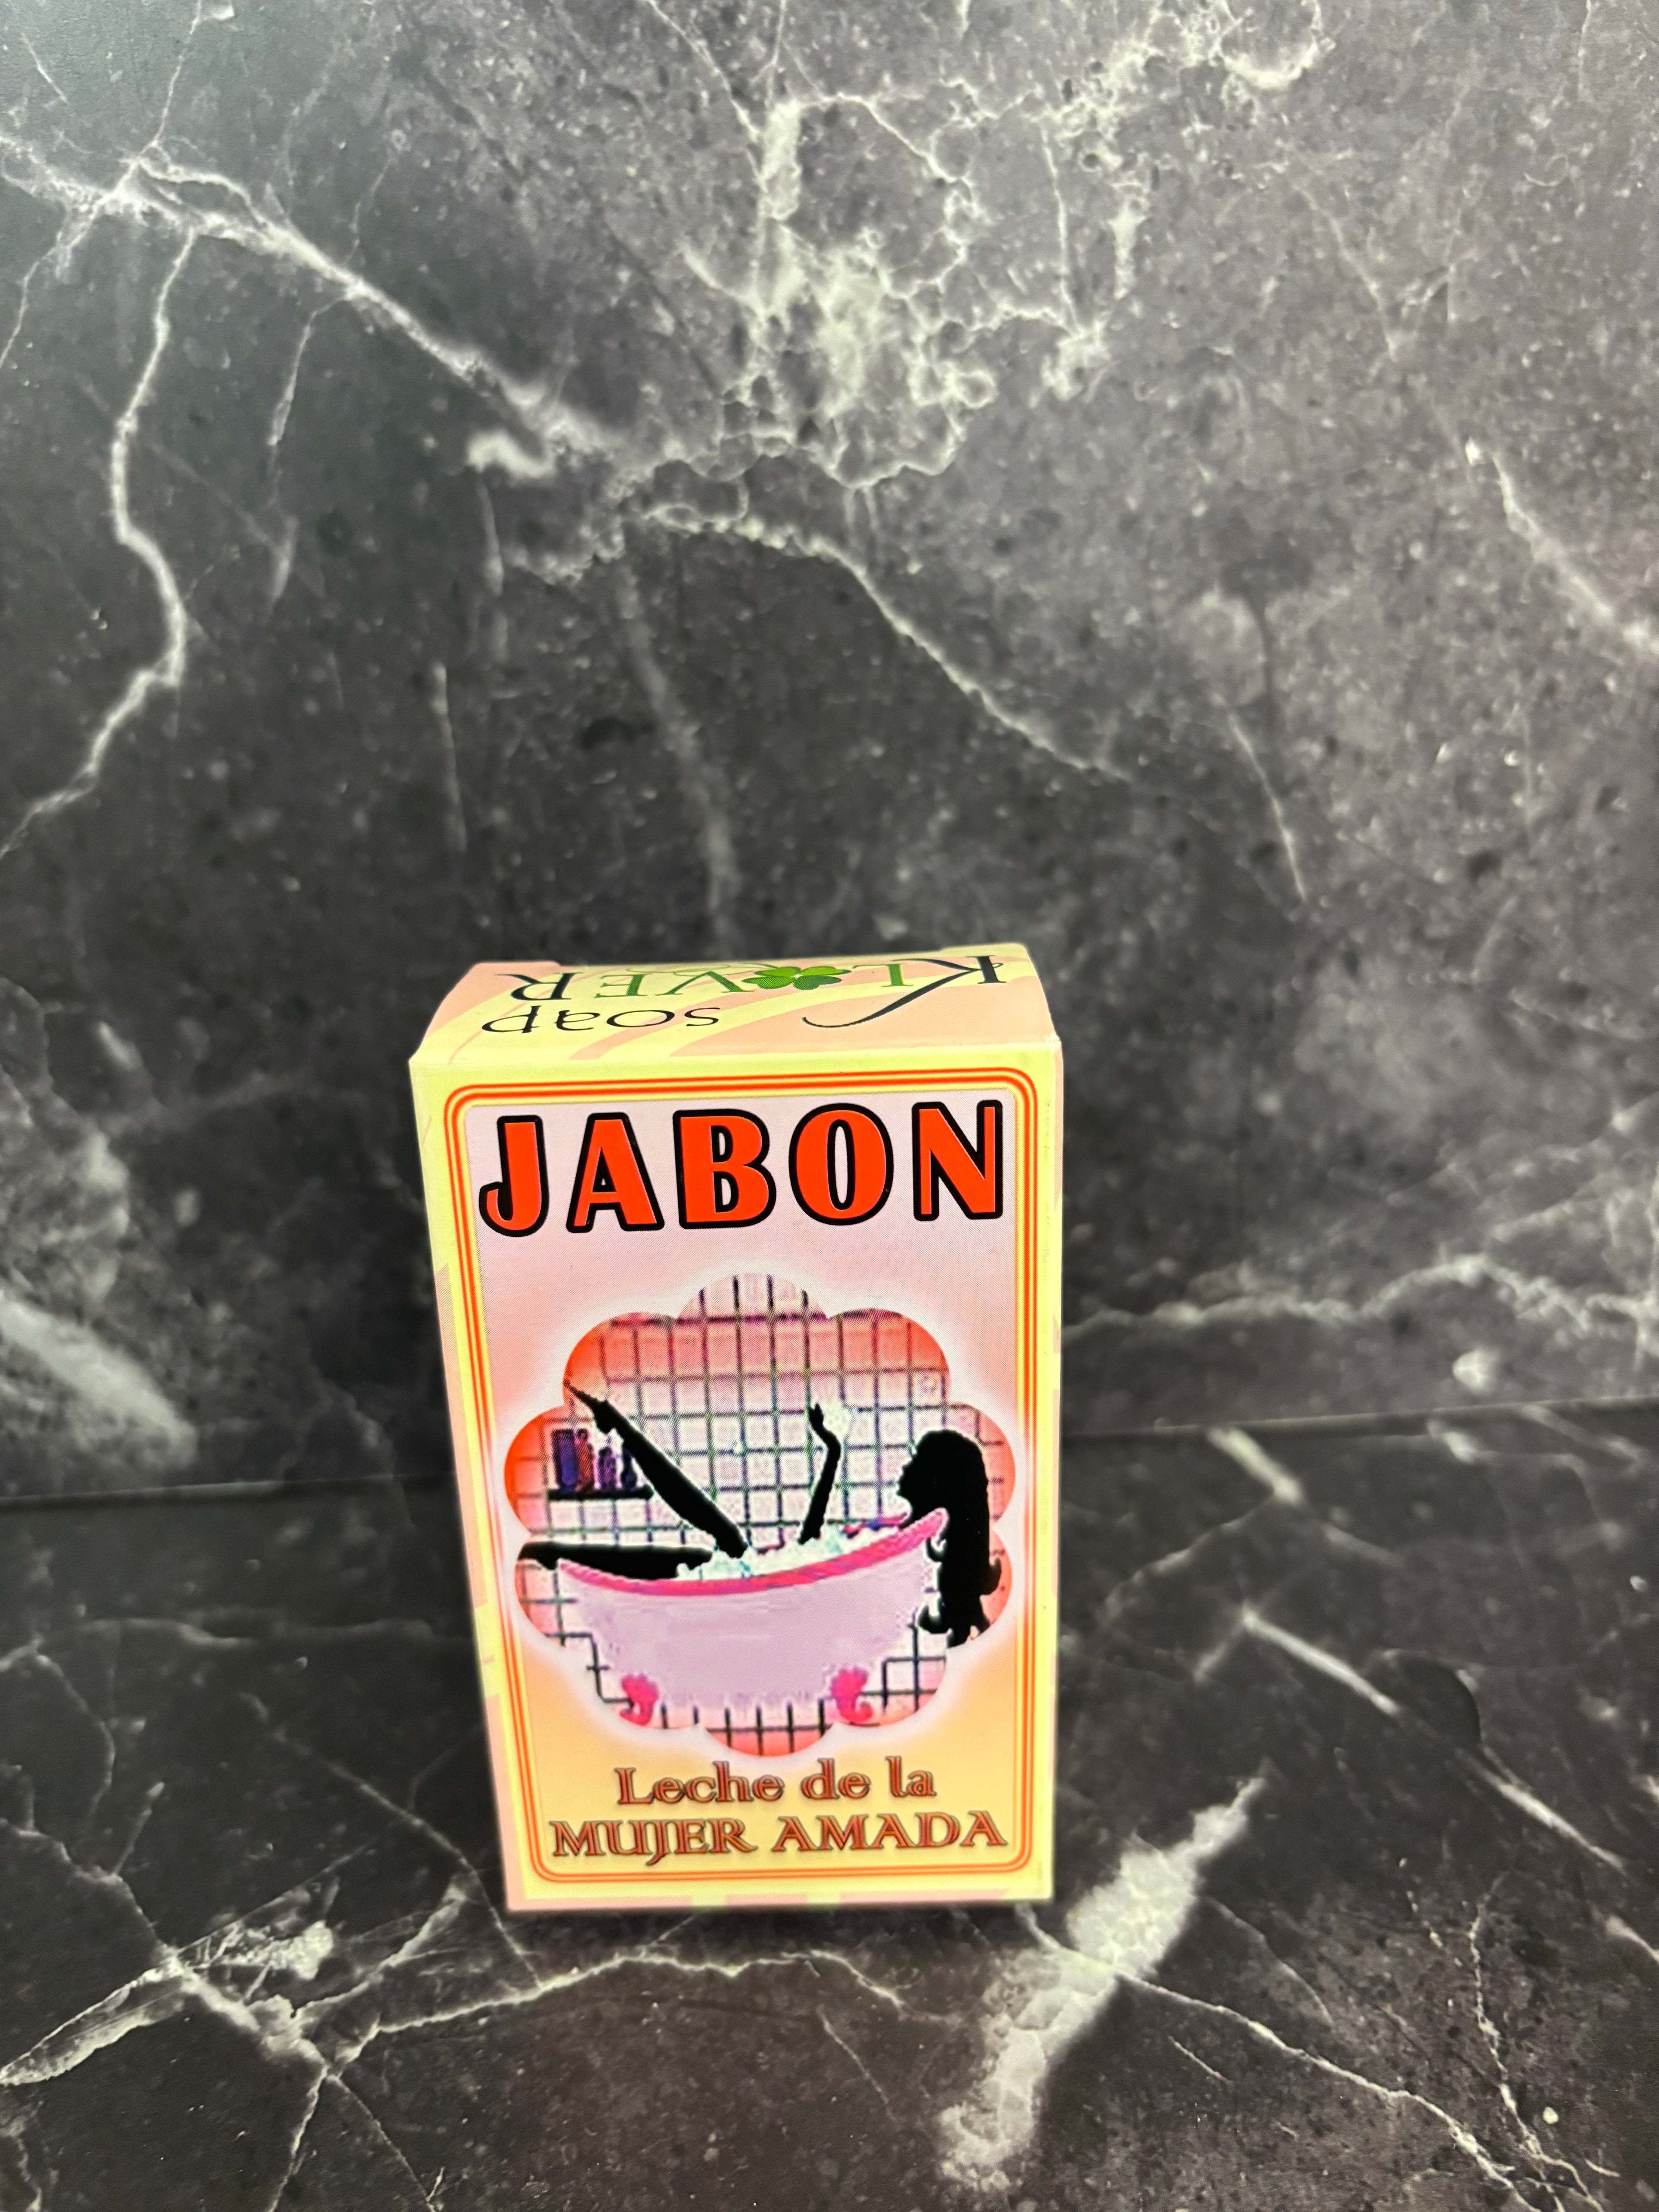 KLOVER
soap
JABON
Leche de la
MUJER AMADA